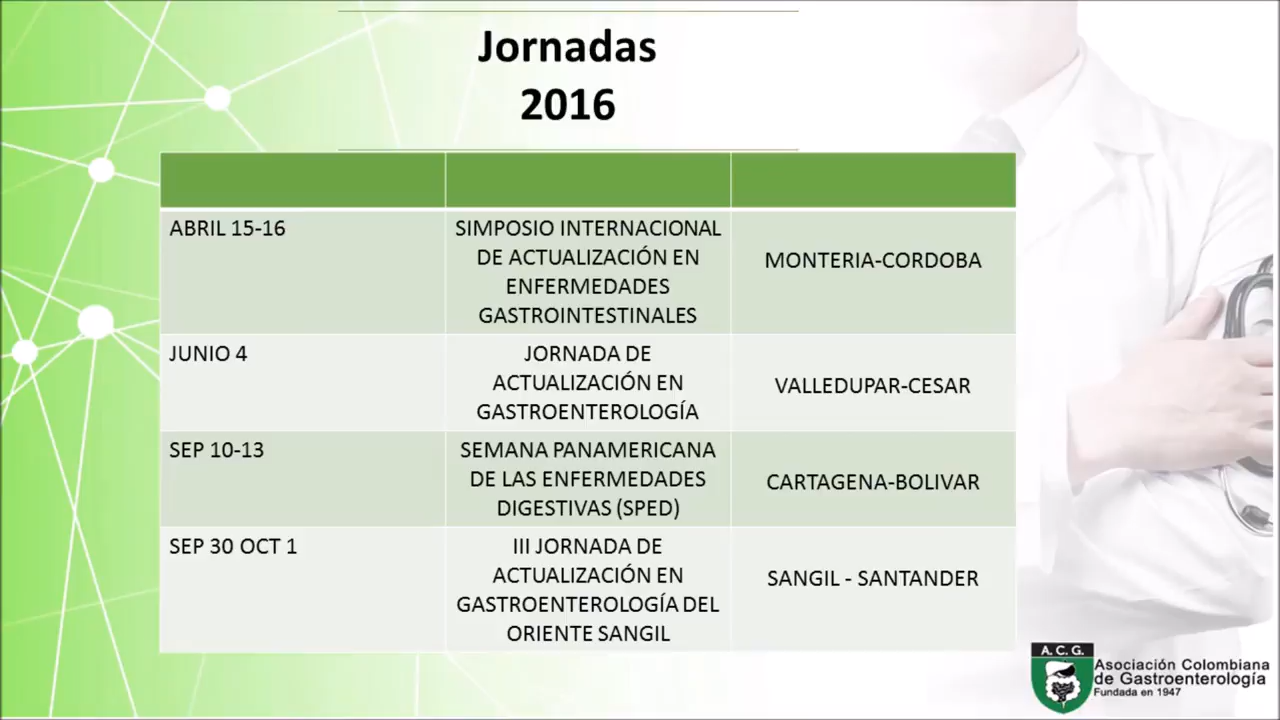 Jornadas
2016
ABRIL 15-16
SIMPOSIO INTERNACIONAL
DE ACTUALIZACIÓN EN
ENFERMEDADES
GASTROINTESTINALES
MONTERIA-CORDOBA
JUNIO 4
JORNADA DE
ACTUALIZACIÓN EN
GASTROENTEROLOGÍA
VALLEDUPAR-CESAR
SEP 10-13
SEMANA PANAMERICANA
DE LAS ENFERMEDADES
DIGESTIVAS (SPED)
CARTAGENA-BOLIVAR
SEP 30 OCT 1
III JORNADA DE
ACTUALIZACIÓN EN
GASTROENTEROLOGÍA DEL
ORIENTE SANGIL
SANGIL - SANTANDER
A. C. G.
Asociación Colombiana
de Gastroenterología
Fundada en 1947